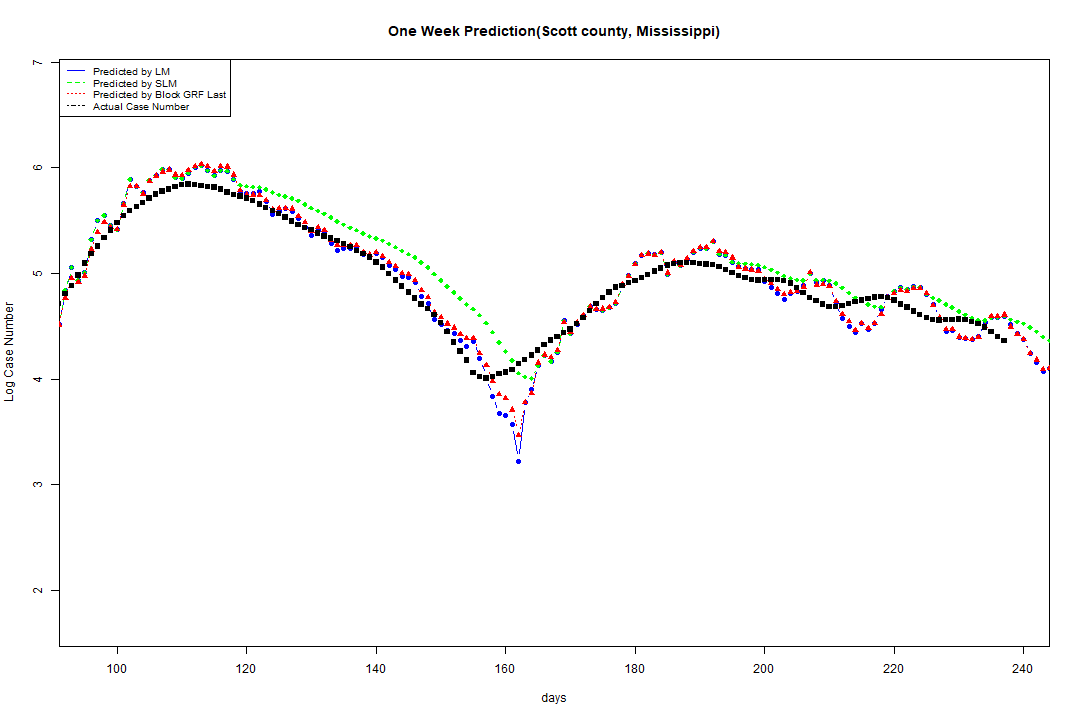 One Week Prediction(Scott county, Mississippi)
7
Predicted by LM
Predicted by SLM
Predicted by Block GRF Last
Actual Case Number
6
5
4
3
2
Log Case Number
100 120 140 160 180 200 220 240
days